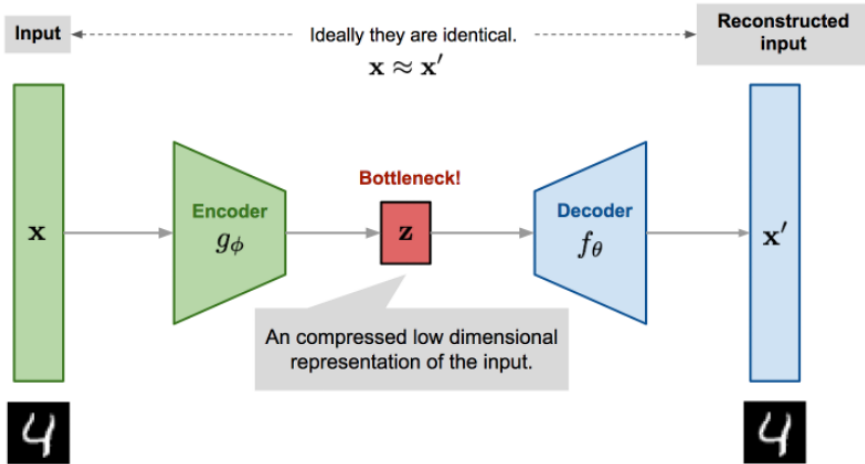 Input
Ideally they are identical.
x ≈ x′
Reconstructed
input
Bottleneck!
Encoder
gϕ
Decoder
fθ
x
z
x′
An compressed low dimensional
representation of the input.
4
4